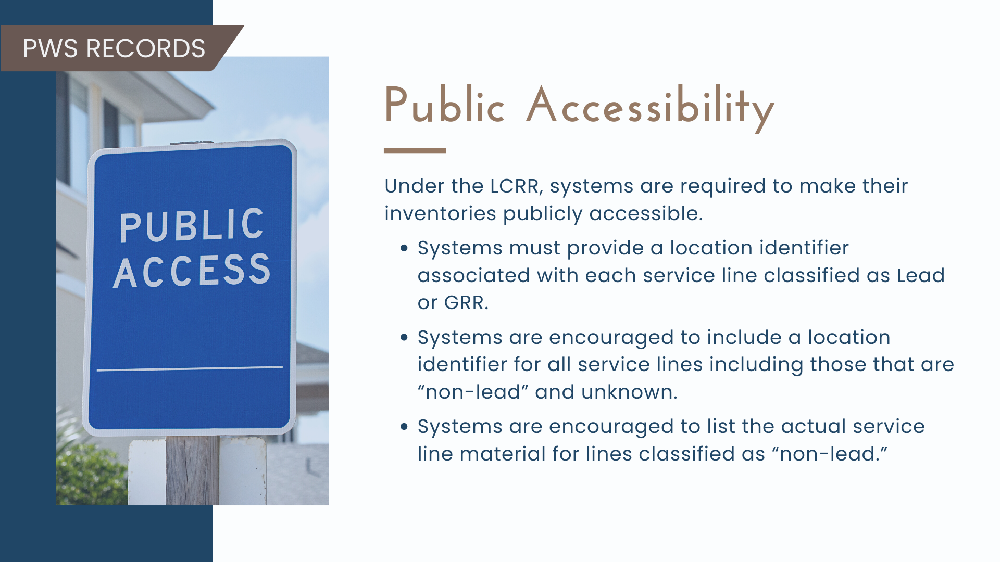 PWS RECORDS
PUBLIC
ACCESS
Public Accessibility
Under the LCRR, systems are required to make their
inventories publicly accessible.
• Systems must provide a location identifier
associated with each service line classified as Lead
or GRR.
• Systems are encouraged to include a location
identifier for all service lines including those that are
“non-lead” and unknown.
• Systems are encouraged to list the actual service
line material for lines classified as “non-lead.”